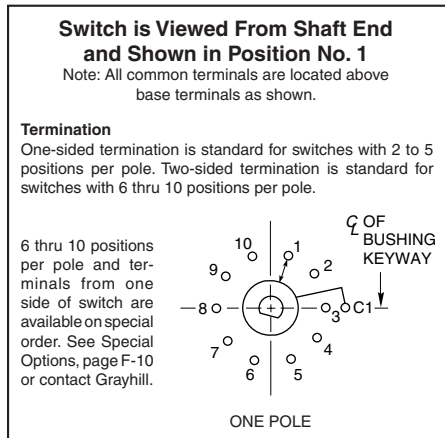 Switch is Viewed From Shaft End
and Shown in Position No. 1
Note: All common terminals are located above
base terminals as shown.
Termination
One-sided termination is standard for switches with 2 to 5
positions per pole. Two-sided termination is standard for
switches with 6 thru 10 positions per pole.
6 thru 10 positions
per pole and ter-
minals from one
side of switch are
available on special
order. See Special
Options, page F-10
or contact Grayhill.
℄ OF
BUSHING
KEYWAY
10
1
9
2
8
3
C1
7
4
6
5
ONE POLE